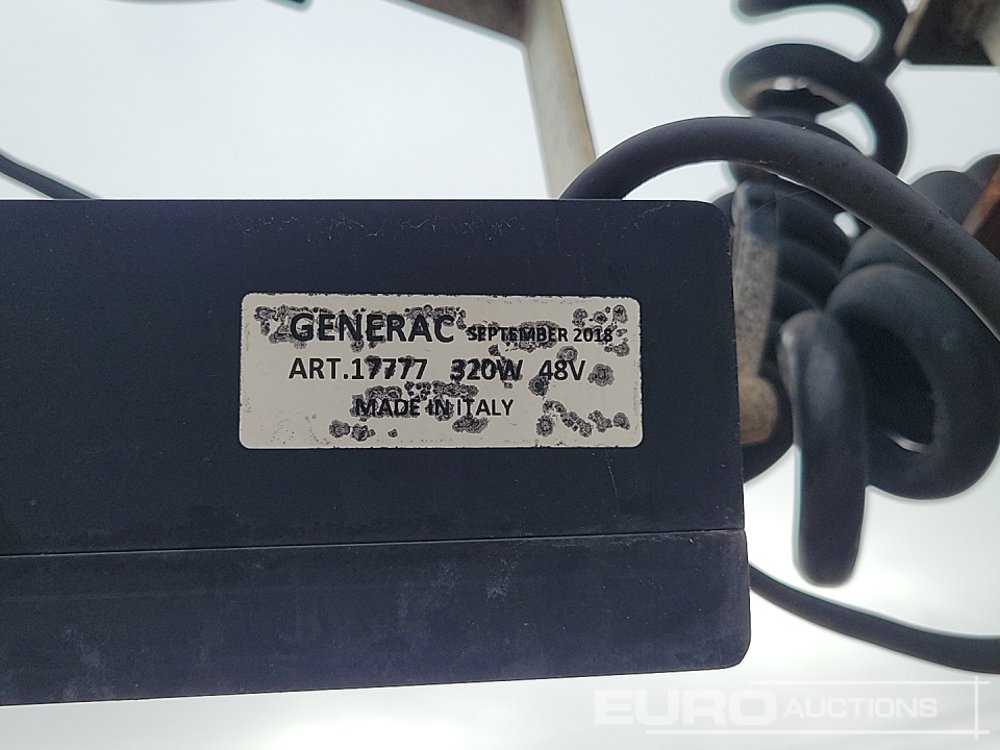 GENERAC SEPTEMBER 2018
ART.17777 320W 48V
MADE IN ITALY
EURO AUCTIONS